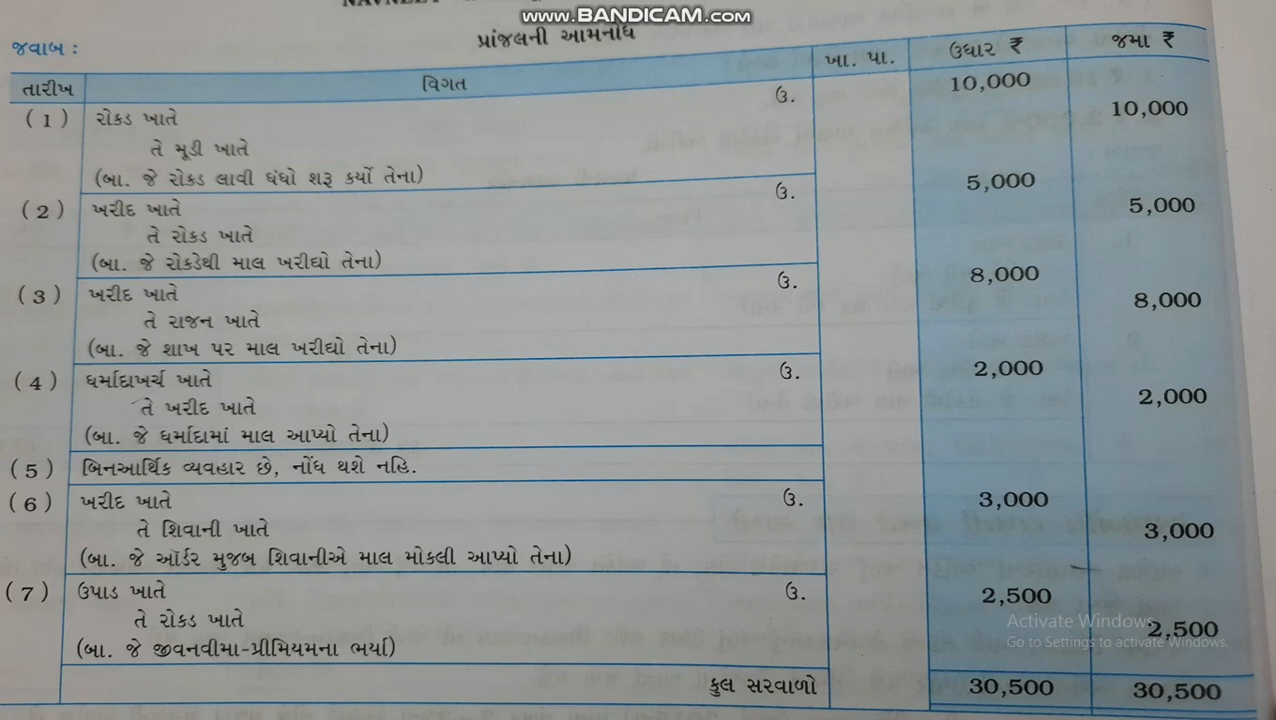 www.BANDICAM.com
પ્રાંજલની આમનોંધ
જવાબ :
તારીખ વિગત ખા. પા. ઉધાર ₹ જમા ₹
(1) રોકડ ખાતે ઉ. 10,000
તે મૂડી ખાતે 10,000
(બા. જે રોકડ લાવી ધંધો શરૂ કર્યો તેના)
(2) ખરીદ ખાતે ઉ. 5,000
તે રોકડ ખાતે 5,000
(બા. જે રોકડેથી માલ ખરીધો તેના)
(3) ખરીદ ખાતે ઉ. 8,000
તે રાજન ખાતે 8,000
(બા. જે શાખ પર માલ ખરીધો તેના)
(4) ધર્માદાખર્ચ ખાતે ઉ. 2,000
તે ખરીદ ખાતે 2,000
(બા. જે ધર્માદામાં માલ આપ્યો તેના)
(5) બિનઆર્થિક વ્યવહાર છે, નોંધ થશે નહિ.
(6) ખરીદ ખાતે ઉ. 3,000
તે શિવાની ખાતે 3,000
(બા. જે ઑર્ડર મુજબ શિવાનીએ માલ મોકલી આપ્યો તેના)
(7) ઉપાડ ખાતે ઉ. 2,500
તે રોકડ ખાતે 2,500
(બા. જે જીવનવીમા-પ્રીમિયમના ભર્યા)
કુલ સરવાળો 30,500 30,500
Activate Windows
Go to Settings to activate Windows.